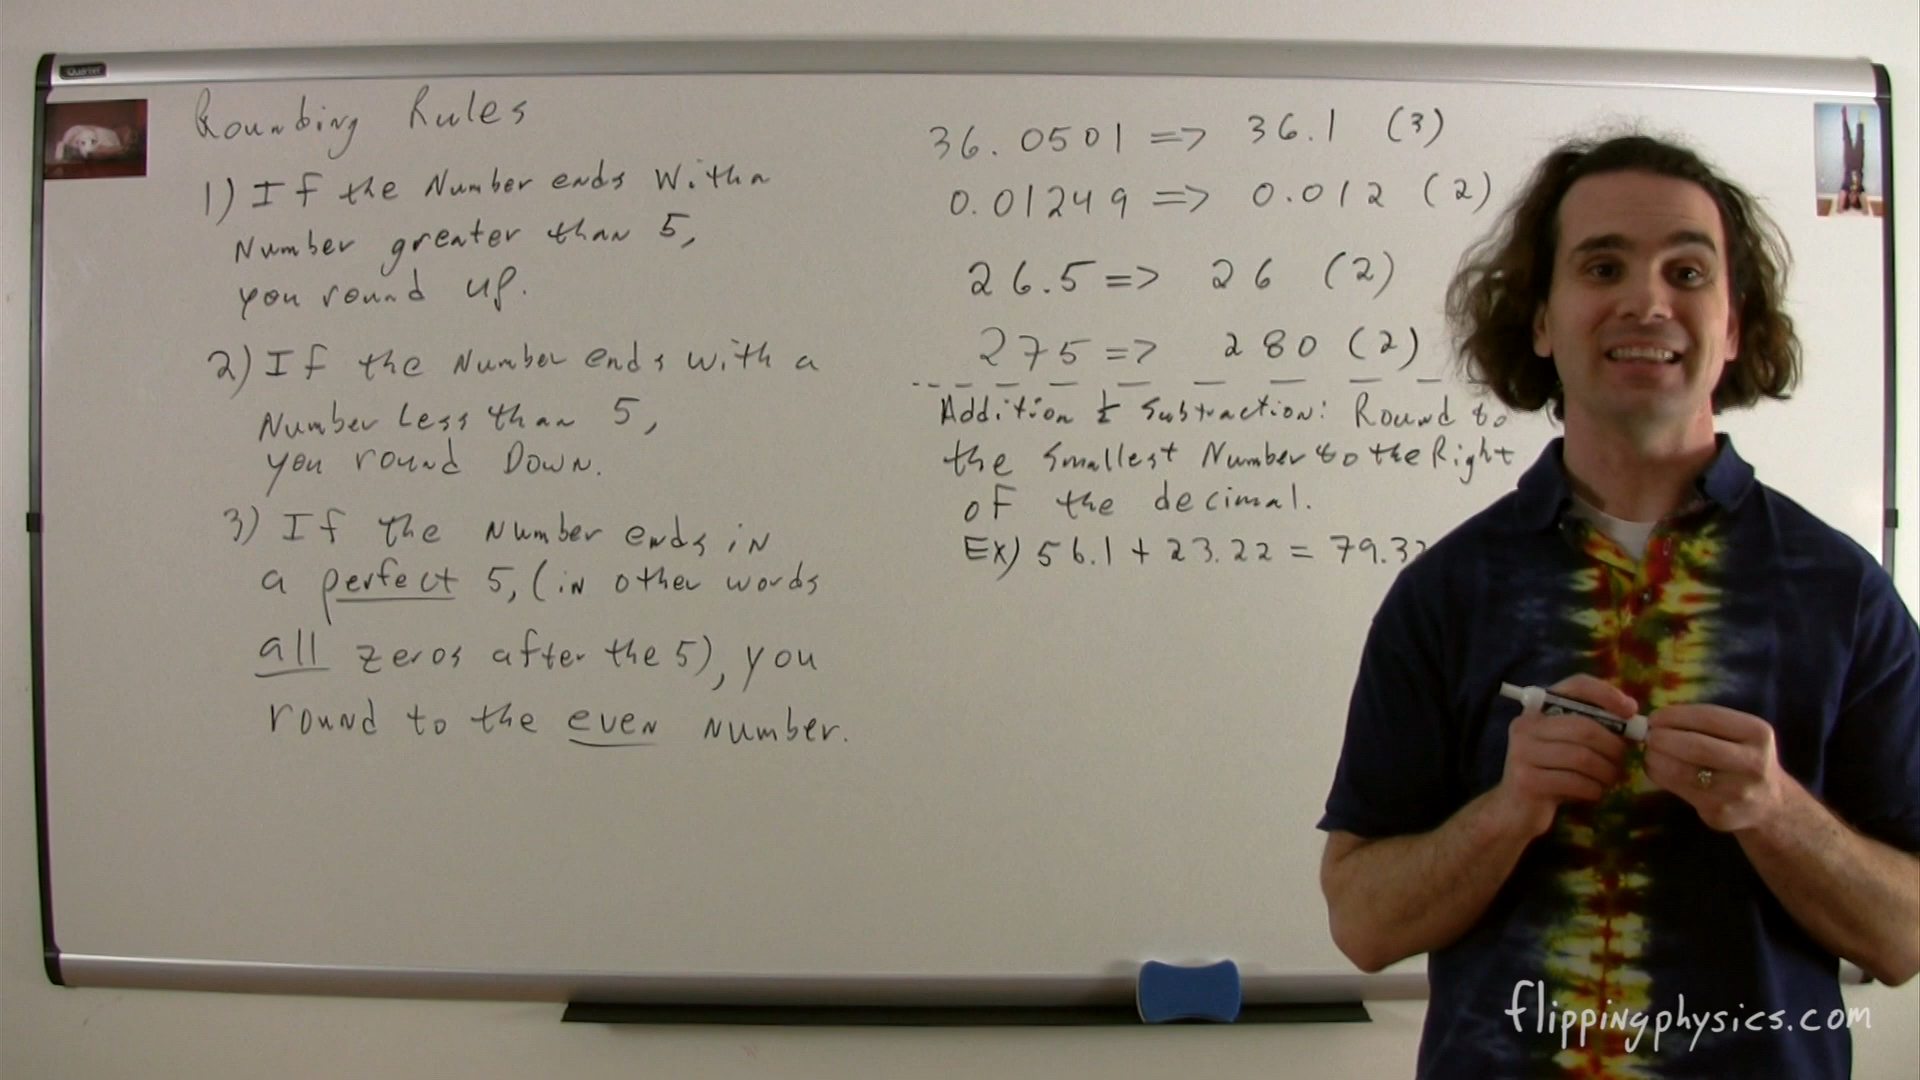 Quartet
Rounding Rules
1) If the Number ends with a
Number greater than 5,
you round up.
2) If the Number ends with a
Number Less than 5,
you round Down.
3) If the Number ends in
a perfect 5, (in other words
all zeros after the 5), you
round to the even number.
36.0501 => 36.1 (3)
0.01249 => 0.012 (2)
26.5 => 26 (2)
275 => 280 (2)
Addition & Subtraction: Round to
the Smallest Number to the Right
of the decimal.
Ex) 56.1 + 23.22 = 79.32
flippingphysics.com